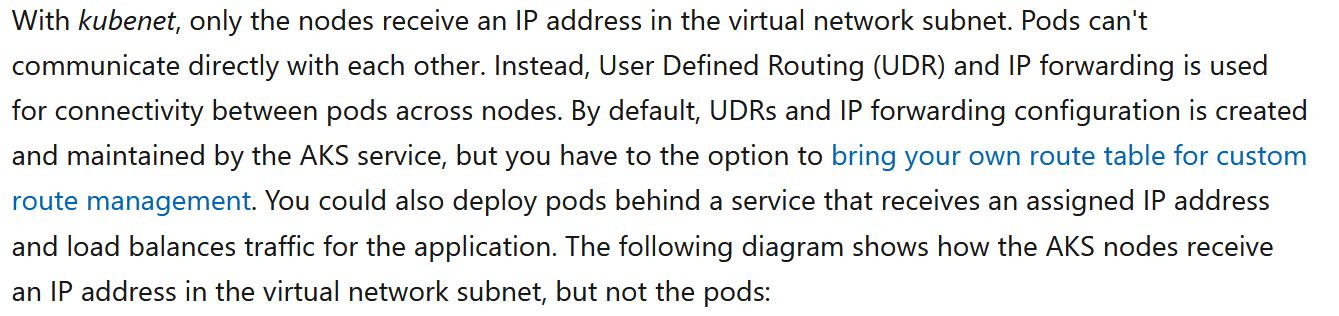 With kubenet, only the nodes receive an IP address in the virtual network subnet. Pods can't
communicate directly with each other. Instead, User Defined Routing (UDR) and IP forwarding is used
for connectivity between pods across nodes. By default, UDRs and IP forwarding configuration is created
and maintained by the AKS service, but you have to the option to bring your own route table for custom
route management. You could also deploy pods behind a service that receives an assigned IP address
and load balances traffic for the application. The following diagram shows how the AKS nodes receive
an IP address in the virtual network subnet, but not the pods: